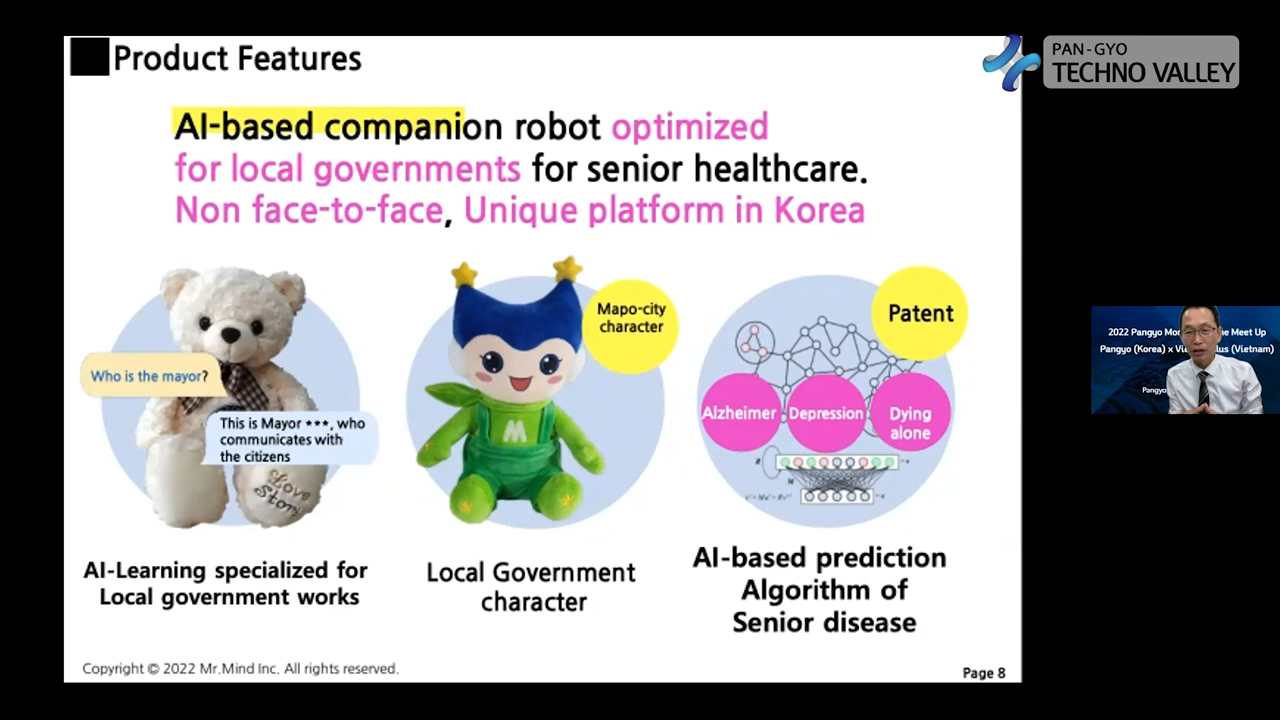 Product Features
PAN-GYO
TECHNO VALLEY
AI-based companion robot optimized
for local governments for senior healthcare.
Non face-to-face, Unique platform in Korea
Who is the mayor?
This is Mayor ***, who
communicates with
the citizens
Love
Story
Mapo-city
character
M
Patent
Alzheimer
Depression
Dying
alone
AI-Learning specialized for
Local government works
Local Government
character
AI-based prediction
Algorithm of
Senior disease
2022 Pangyo Meet Up
Pangyo (Korea) x (Vietnam)
Copyright © 2022 Mr.Mind Inc. All rights reserved.
Page 8